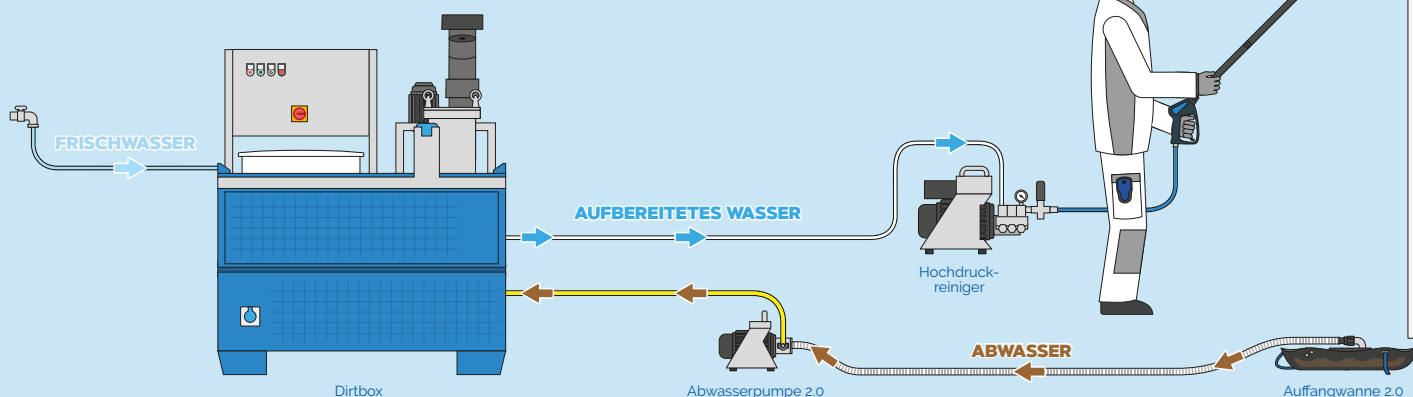 FRISCHWASSER
AUFBEREITETES WASSER
Hochdruck-
reiniger
ABWASSER
Dirtbox
Abwasserpumpe 2.0
Auffangwanne 2.0